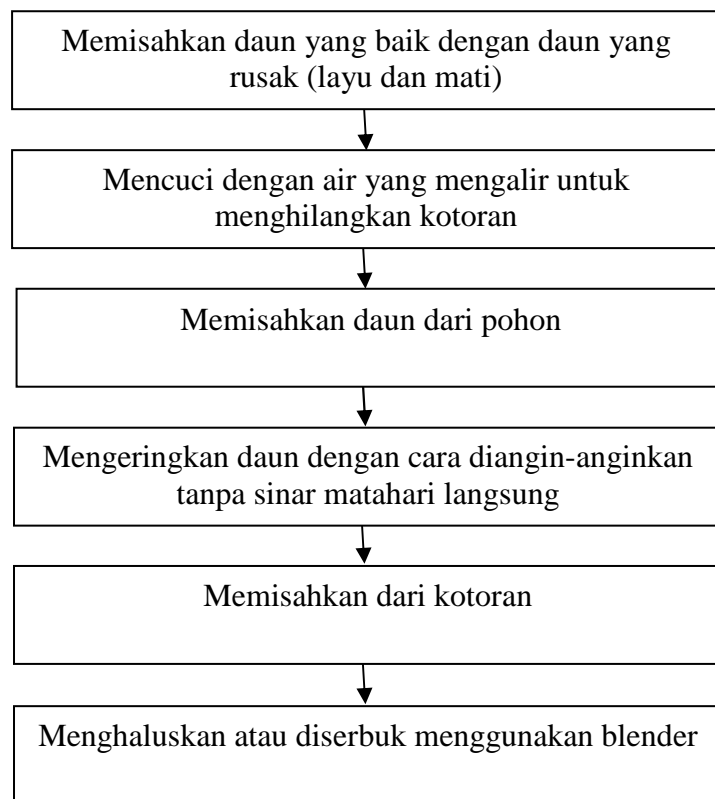 Memisahkan daun yang baik dengan daun yang
rusak (layu dan mati)
Mencuci dengan air yang mengalir untuk
menghilangkan kotoran
Memisahkan daun dari pohon
Mengeringkan daun dengan cara diangin-anginkan
tanpa sinar matahari langsung
Memisahkan dari kotoran
Menghaluskan atau diserbuk menggunakan blender